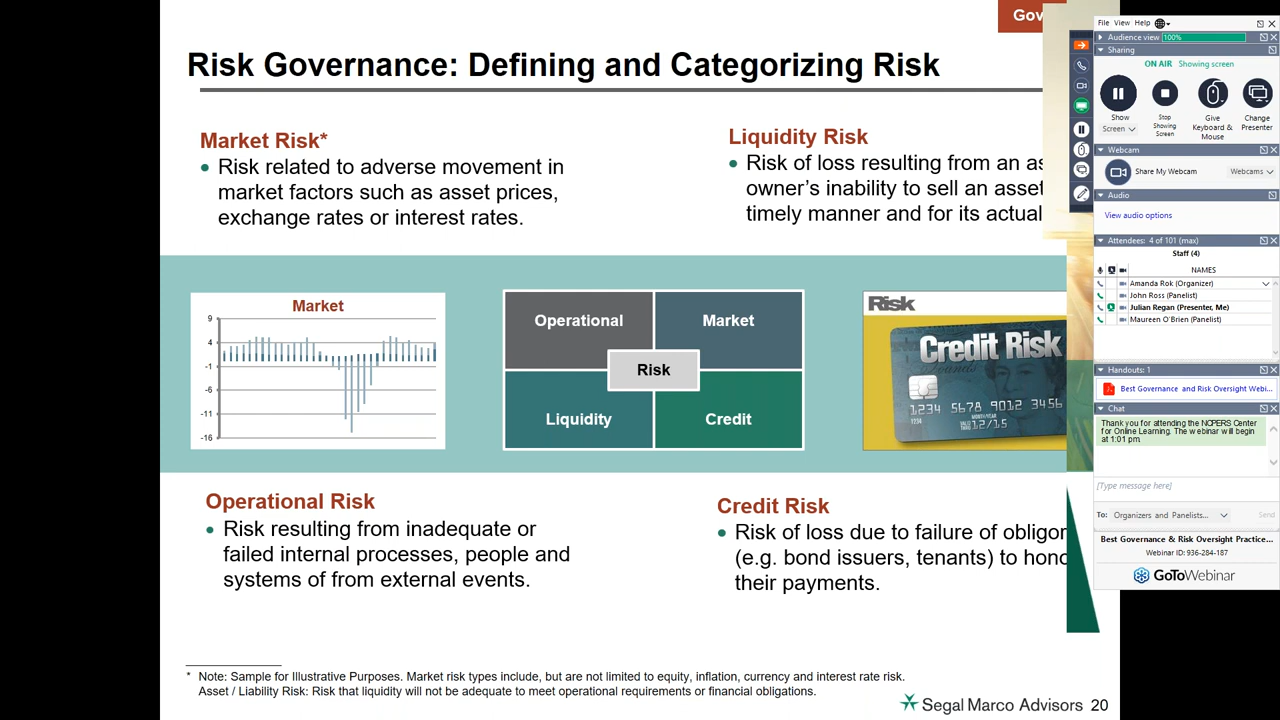 Gov
Risk Governance: Defining and Categorizing Risk
Market Risk*
• Risk related to adverse movement in
market factors such as asset prices,
exchange rates or interest rates.
Liquidity Risk
• Risk of loss resulting from an as
owner's inability to sell an asset
timely manner and for its actual
Market
9
4
-1
-6
-11
-16
Operational
Market
Risk
Liquidity
Credit
Risk
Credit Risk
1234 5678 9012 3456
1234
MONTH/YEAR
12/15
Operational Risk
• Risk resulting from inadequate or
failed internal processes, people and
systems of from external events.
Credit Risk
• Risk of loss due to failure of obligor
(e.g. bond issuers, tenants) to hono
their payments.
* Note: Sample for Illustrative Purposes. Market risk types include, but are not limited to equity, inflation, currency and interest rate risk.
Asset / Liability Risk: Risk that liquidity will not be adequate to meet operational requirements or financial obligations.
Segal Marco Advisors 20
File View Help
Audience view 100%
Sharing
ON AIR Showing screen
Show
Screen
Stop
Showing
Screen
Give
Keyboard &
Mouse
Change
Presenter
Webcam
Share My Webcam
Webcams
Audio
View audio options
Attendees: 4 of 101 (max)
Staff (4)
NAMES
Amanda Rok (Organizer)
John Ross (Panelist)
Julian Regan (Presenter, Me)
Maureen O'Brien (Panelist)
Handouts: 1
Best Governance and Risk Oversight Webi...
Chat
Thank you for attending the NCPERS Center
for Online Learning. The webinar will begin
at 1:01 pm.
[Type message here]
To: Organizers and Panelists...
Send
Best Governance & Risk Oversight Practice...
Webinar ID: 936-284-187
GoToWebinar